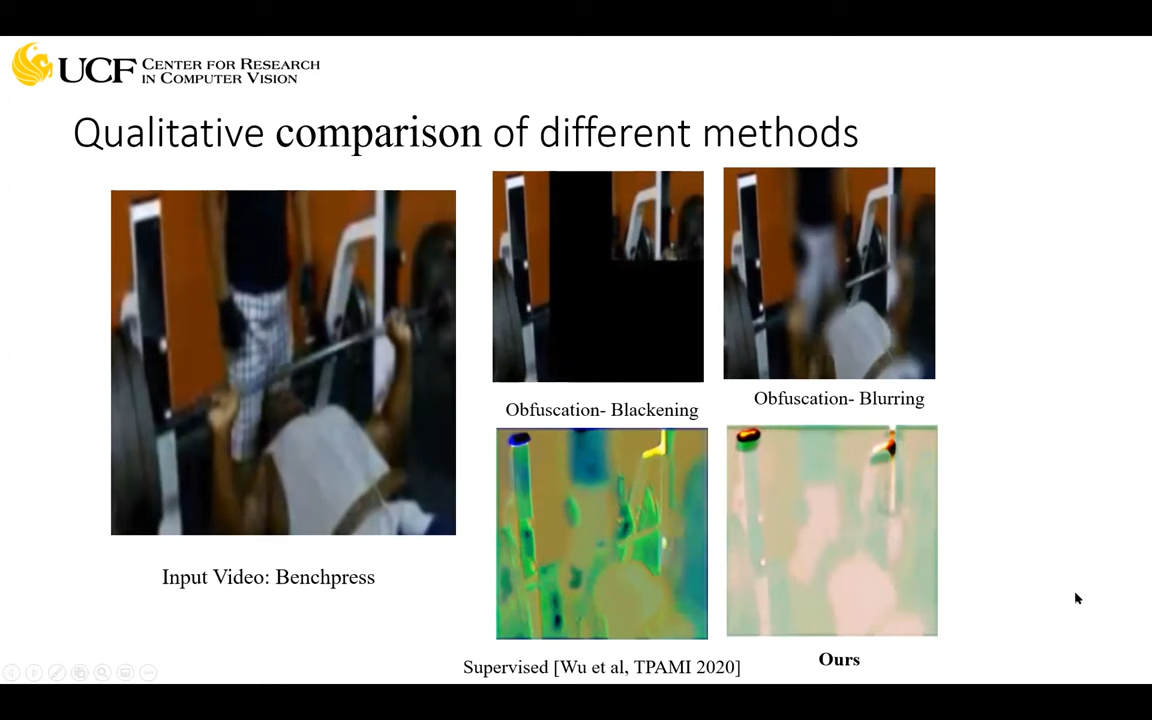 UCF CENTER FOR RESEARCH
IN COMPUTER VISION
Qualitative comparison of different methods
Obfuscation- Blackening
Obfuscation- Blurring
Input Video: Benchpress
Supervised [Wu et al, TPAMI 2020]
Ours